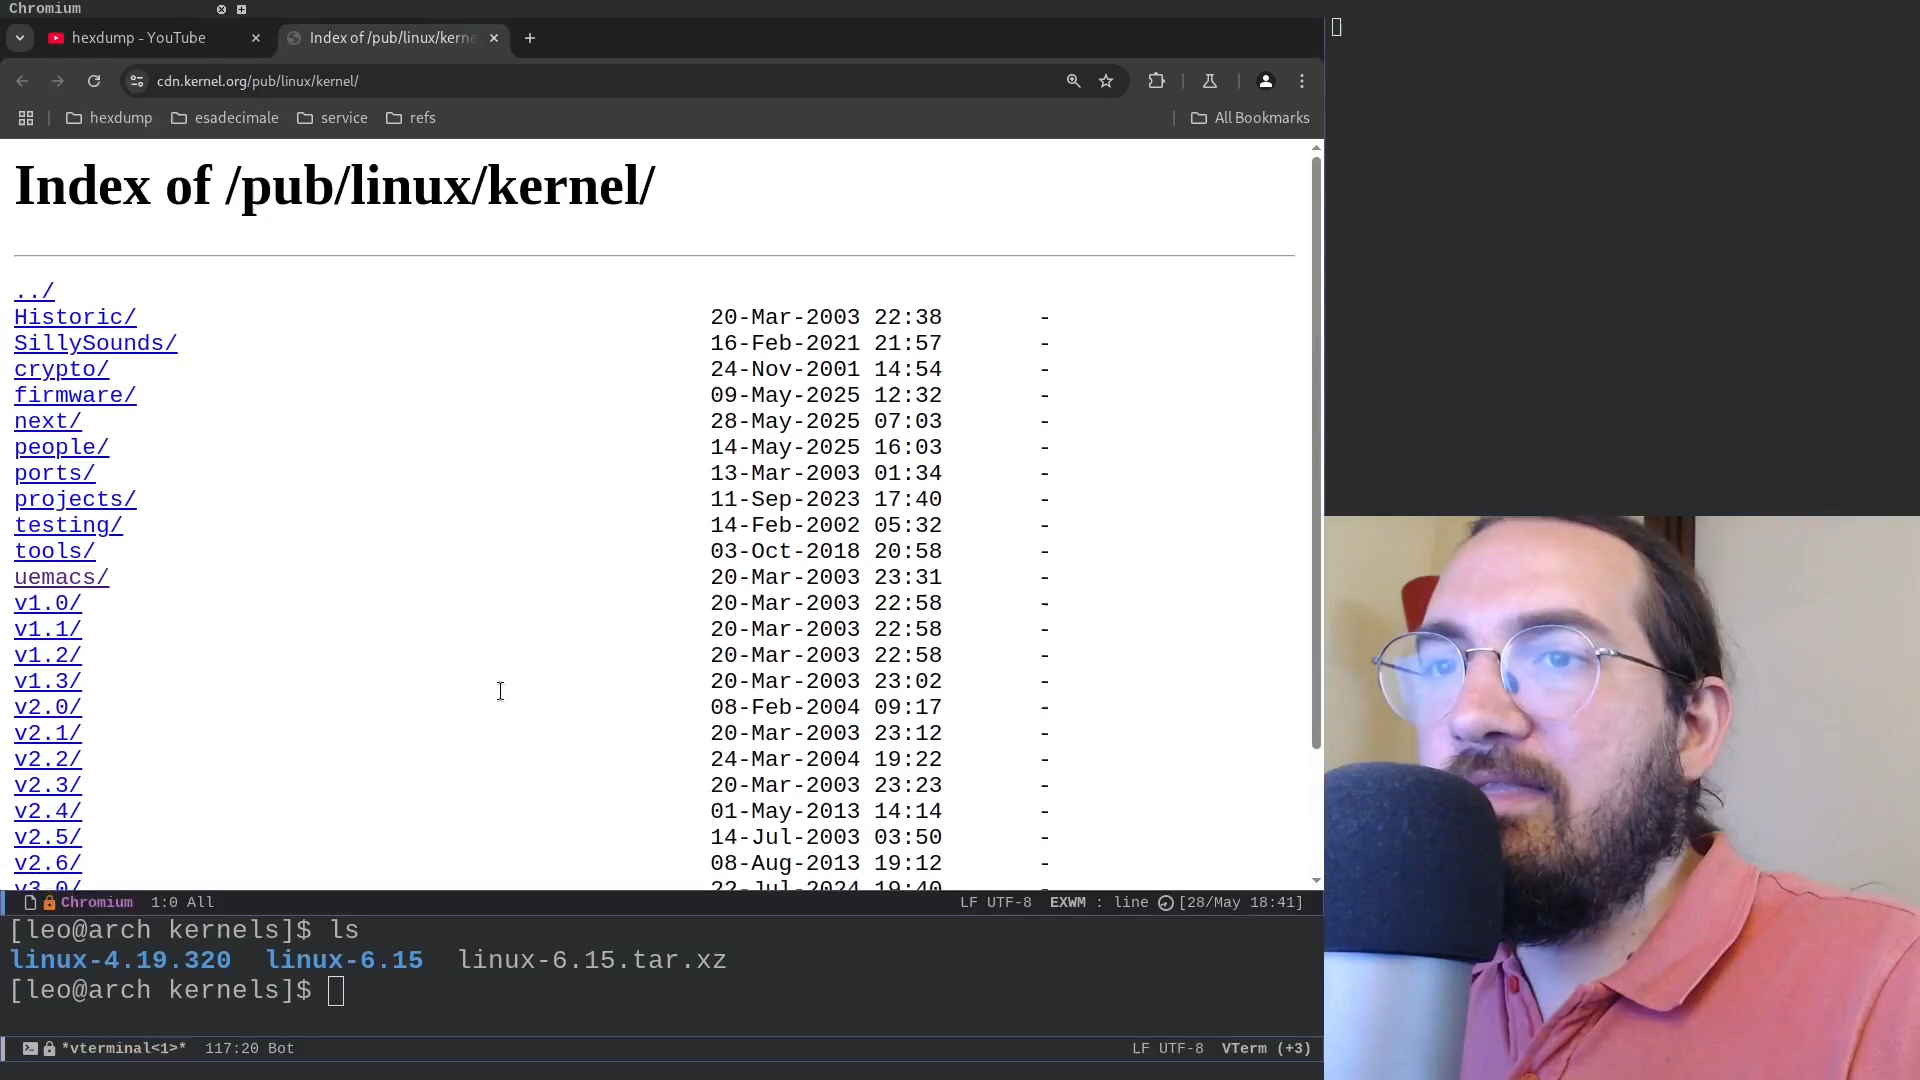 Chromium
hexdump - YouTube
Index of /pub/linux/kerne
cdn.kernel.org/pub/linux/kernel/
hexdump
esadecimale
service
refs
All Bookmarks
Index of /pub/linux/kernel/
../
Historic/ 20-Mar-2003 22:38 -
SillySounds/ 16-Feb-2021 21:57 -
crypto/ 24-Nov-2001 14:54 -
firmware/ 09-May-2025 12:32 -
next/ 28-May-2025 07:03 -
people/ 14-May-2025 16:03 -
ports/ 13-Mar-2003 01:34 -
projects/ 11-Sep-2023 17:40 -
testing/ 14-Feb-2002 05:32 -
tools/ 03-Oct-2018 20:58 -
uemacs/ 20-Mar-2003 23:31 -
v1.0/ 20-Mar-2003 22:58 -
v1.1/ 20-Mar-2003 22:58 -
v1.2/ 20-Mar-2003 22:58 -
v1.3/ 20-Mar-2003 23:02 -
v2.0/ 08-Feb-2004 09:17 -
v2.1/ 20-Mar-2003 23:12 -
v2.2/ 24-Mar-2004 19:22 -
v2.3/ 20-Mar-2003 23:23 -
v2.4/ 01-May-2013 14:14 -
v2.5/ 14-Jul-2003 03:50 -
v2.6/ 08-Aug-2013 19:12 -
v3.0/ 22-Jul-2024 19:40 -
Chromium 1:0 All LF UTF-8 EXWM : line [28/May 18:41]
[leo@arch kernels]$ ls
linux-4.19.320 linux-6.15 linux-6.15.tar.xz
[leo@arch kernels]$
*vterminal<1>* 117:20 Bot LF UTF-8 VTerm (+3)